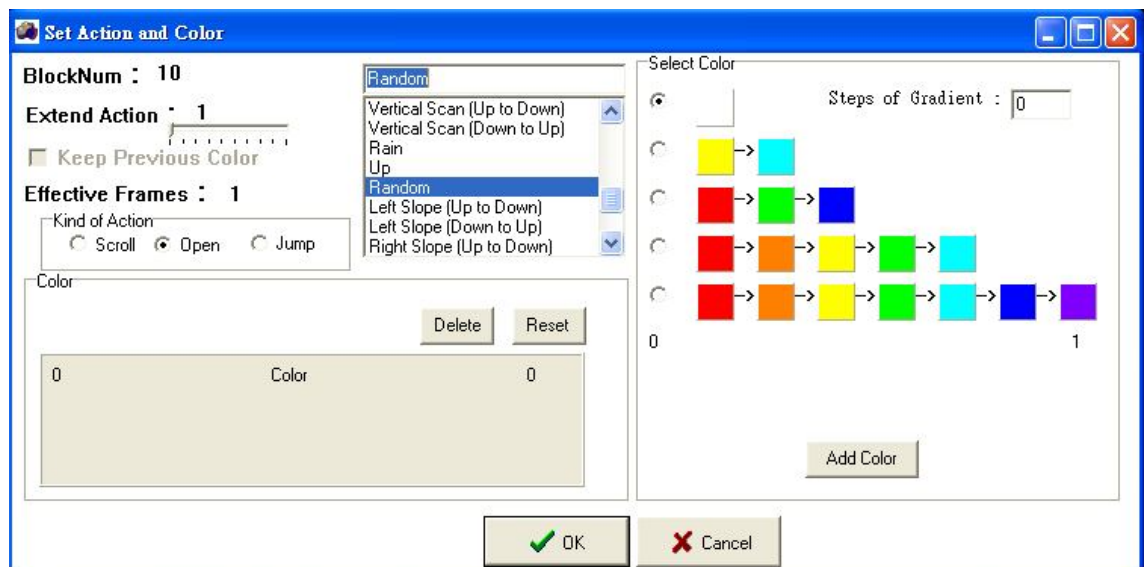 Set Action and Color
BlockNum : 10
Extend Action : 1
Keep Previous Color
Effective Frames : 1
Kind of Action
Scroll Open Jump
Random
Vertical Scan (Up to Down)
Vertical Scan (Down to Up)
Rain
Up
Random
Left Slope (Up to Down)
Left Slope (Down to Up)
Right Slope (Up to Down)
Color
Delete Reset
0 Color 0
Select Color
Steps of Gradient : 0
->
-> ->
-> -> -> ->
-> -> -> -> -> ->
0 1
Add Color
OK Cancel